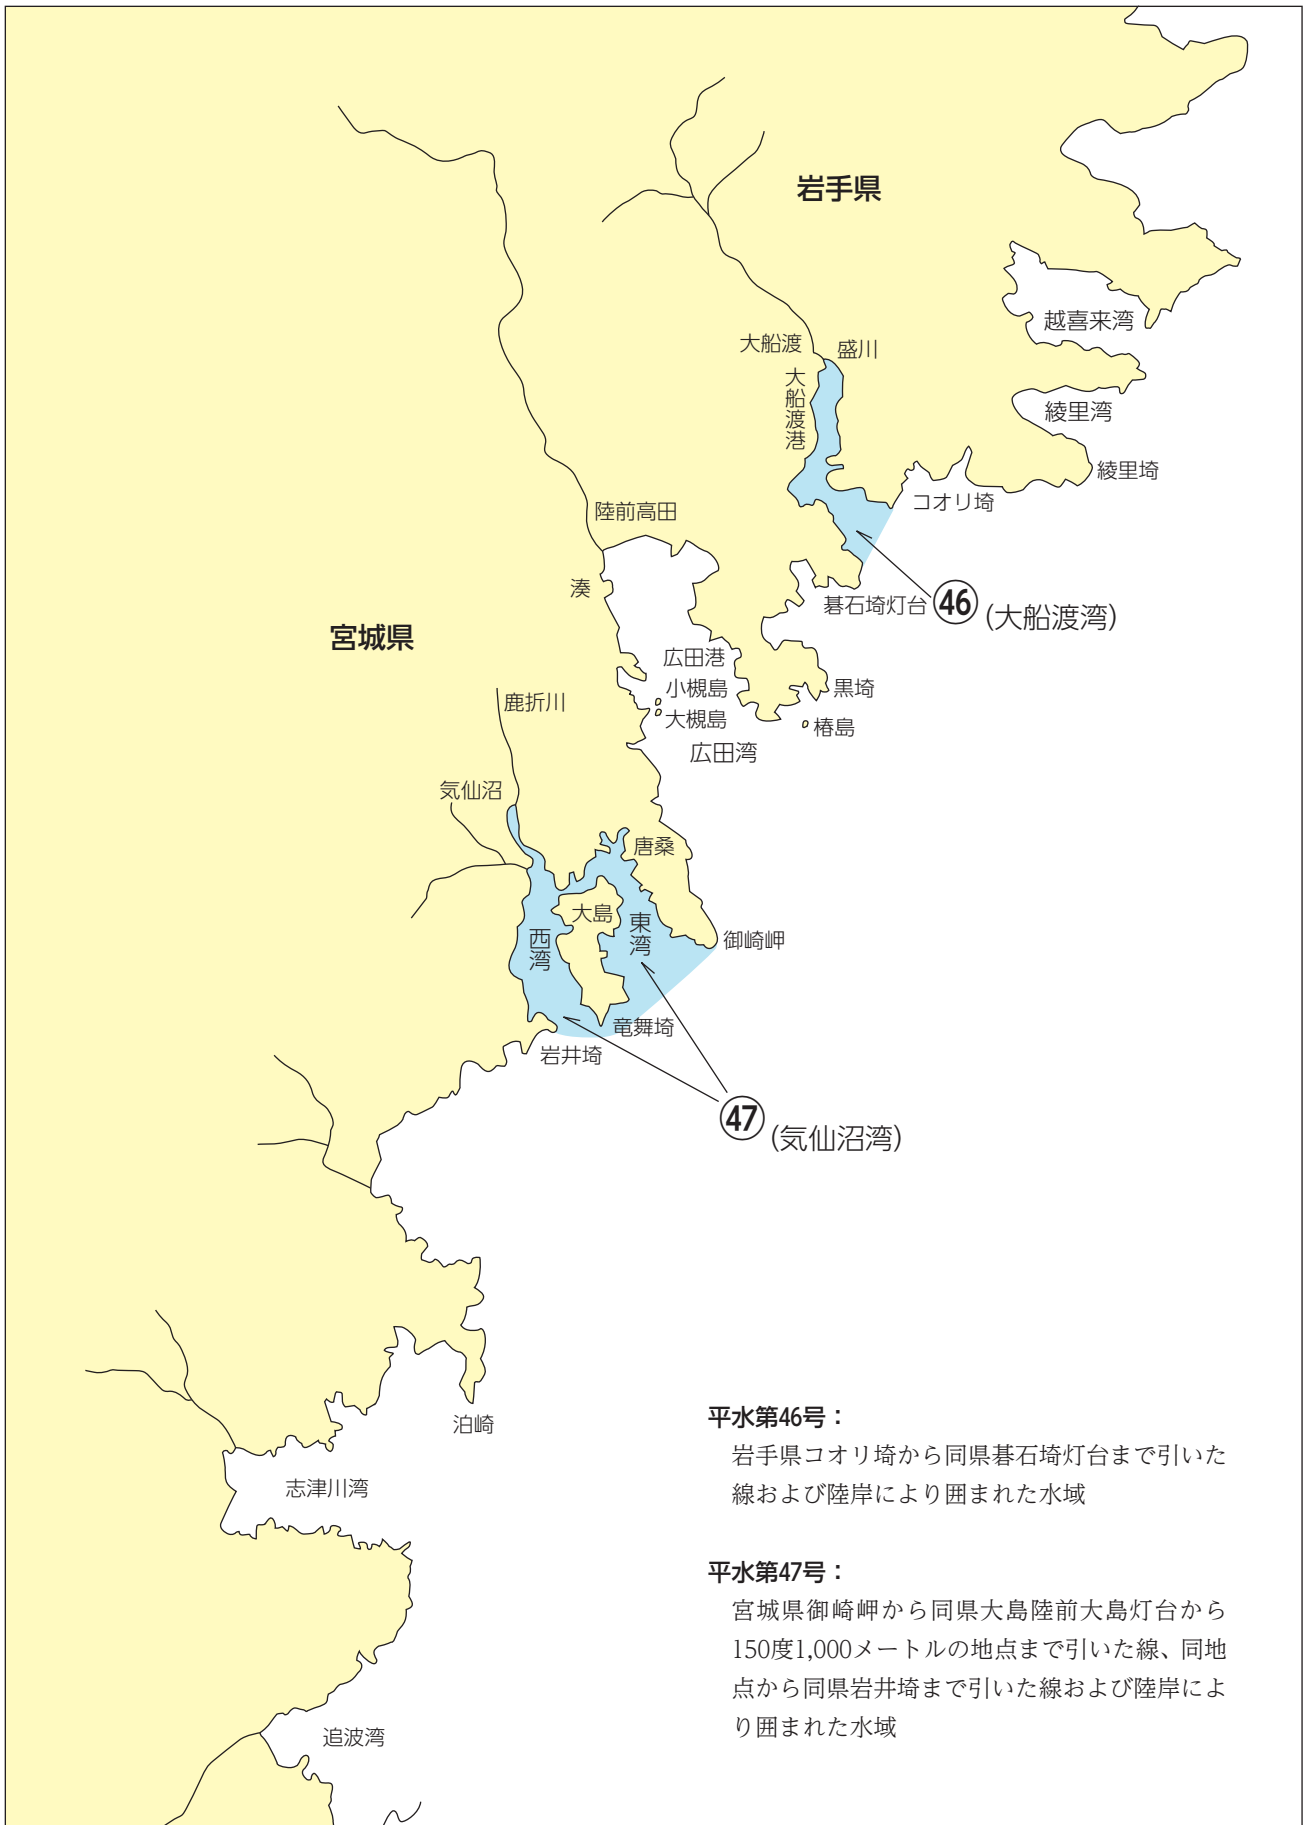 岩手県
越喜来湾
大船渡
盛川
大船渡港
綾里湾
綾里埼
コオリ埼
陸前高田
湊
碁石埼灯台
㊻
(大船渡湾)
宮城県
広田港
小槻島
大槻島
黒埼
椿島
広田湾
鹿折川
気仙沼
唐桑
大島
東湾
西湾
御崎岬
竜舞埼
岩井埼
㊼
(気仙沼湾)
泊崎
志津川湾
追波湾
平水第46号：
岩手県コオリ埼から同県碁石埼灯台まで引いた
線および陸岸により囲まれた水域
平水第47号：
宮城県御崎岬から同県大島陸前大島灯台から
150度1,000メートルの地点まで引いた線、同地
点から同県岩井埼まで引いた線および陸岸によ
り囲まれた水域